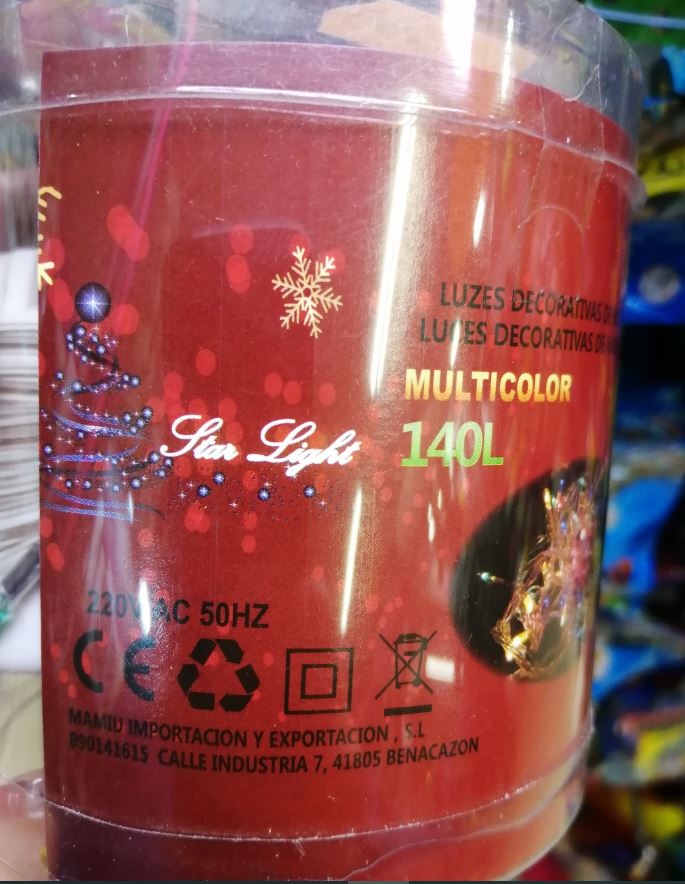 LUZES DECORATIVAS
LUCES DECORATIVAS DE
MULTICOLOR
140L
Star Light
220V AC 50HZ
CE
MAMIU IMPORTACION Y EXPORTACION , S.L
B90141615 CALLE INDUSTRIA 7, 41805 BENACAZON